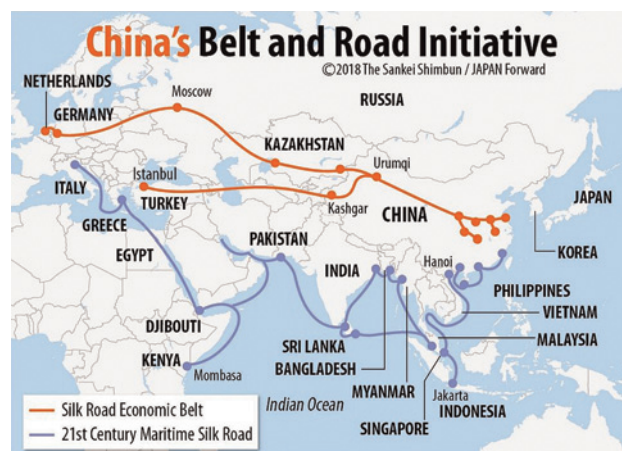 China's Belt and Road Initiative
©2018 The Sankei Shimbun / JAPAN Forward
NETHERLANDS
GERMANY
Moscow
RUSSIA
KAZAKHSTAN
Urumqi
ITALY
Istanbul
TURKEY
Kashgar
CHINA
JAPAN
GREECE
KOREA
EGYPT
PAKISTAN
INDIA
Hanoi
PHILIPPINES
VIETNAM
DJIBOUTI
MALAYSIA
SRI LANKA
KENYA
Mombasa
BANGLADESH
MYANMAR
Jakarta
Indian Ocean
INDONESIA
SINGAPORE
Silk Road Economic Belt
21st Century Maritime Silk Road